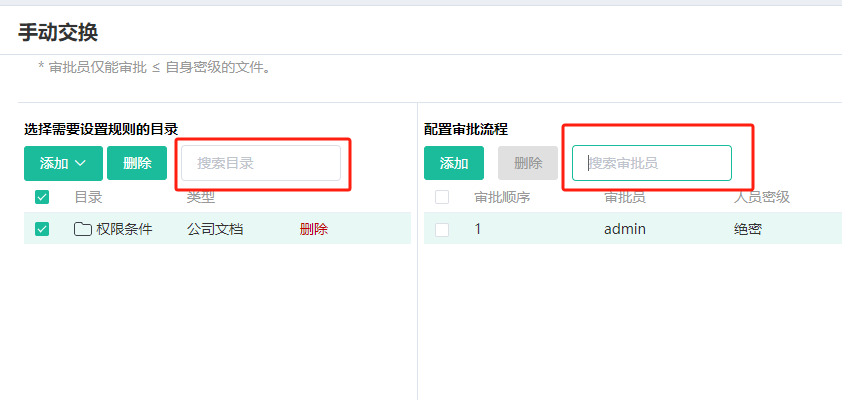 手动交换
* 审批员仅能审批 ≤ 自身密级的文件。
选择需要设置规则的目录
添加 删除 搜索目录
目录 类型
权限条件 公司文档 删除
配置审批流程
添加 删除 搜索审批员
审批顺序 审批员 人员密级
1 admin 绝密